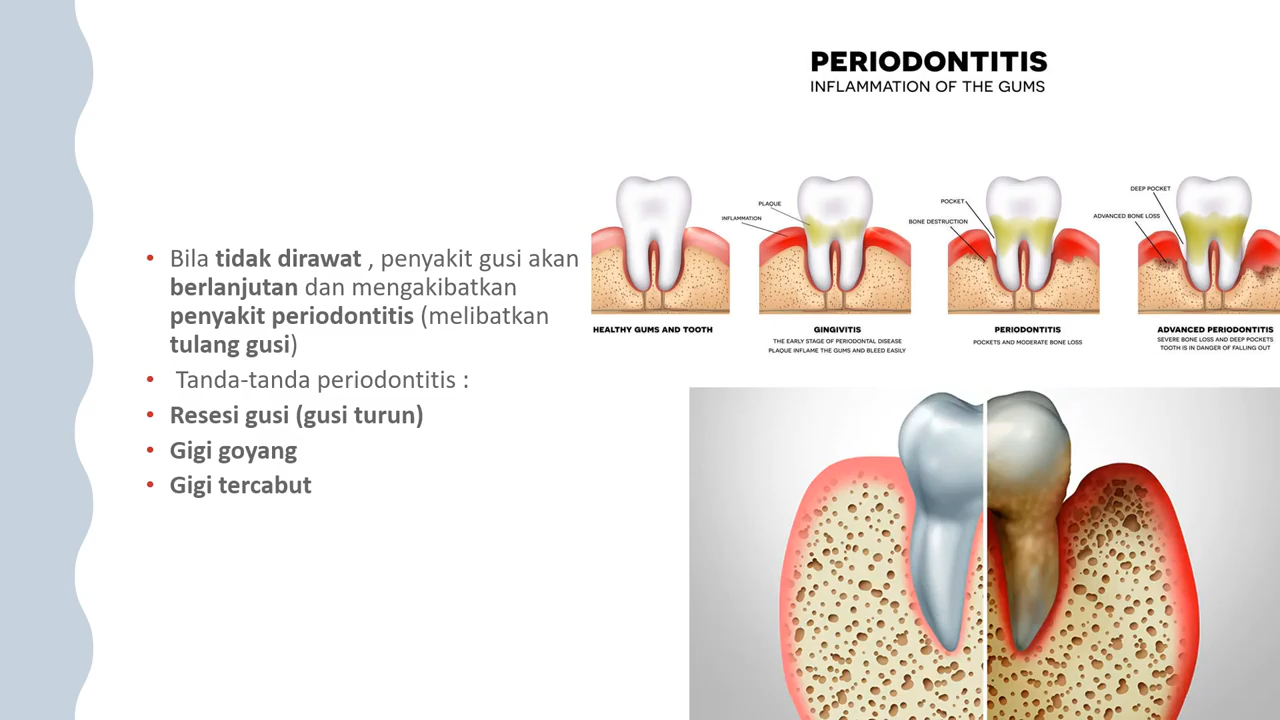 PERIODONTITIS
INFLAMMATION OF THE GUMS
• Bila tidak dirawat , penyakit gusi akan
berlanjutan dan mengakibatkan
penyakit periodontitis (melibatkan
tulang gusi)
• Tanda-tanda periodontitis :
• Resesi gusi (gusi turun)
• Gigi goyang
• Gigi tercabut
PLAQUE
INFLAMMATION
POCKET
BONE DESTRUCTION
DEEP POCKET
ADVANCED BONE LOSS
HEALTHY GUMS AND TOOTH
GINGIVITIS
THE EARLY STAGE OF PERIODONTAL DISEASE
PLAQUE INFLAME THE GUMS AND BLEED EASILY
PERIODONTITIS
POCKETS AND MODERATE BONE LOSS
ADVANCED PERIODONTITIS
SEVERE BONE LOSS AND DEEP POCKETS
TOOTH IS IN DANGER OF FALLING OUT